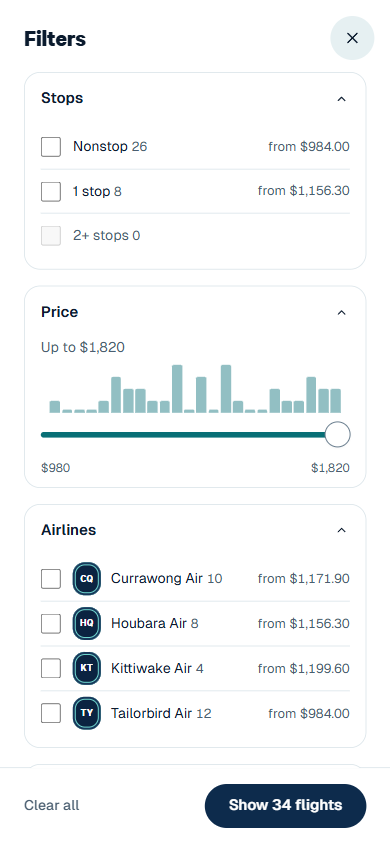 Filters
Stops
Nonstop 26 from $984.00
1 stop 8 from $1,156.30
2+ stops 0
Price
Up to $1,820
$980 $1,820
Airlines
CQ Currawong Air 10 from $1,171.90
HQ Houbara Air 8 from $1,156.30
KT Kittiwake Air 4 from $1,199.60
TY Tailorbird Air 12 from $984.00
Clear all Show 34 flights